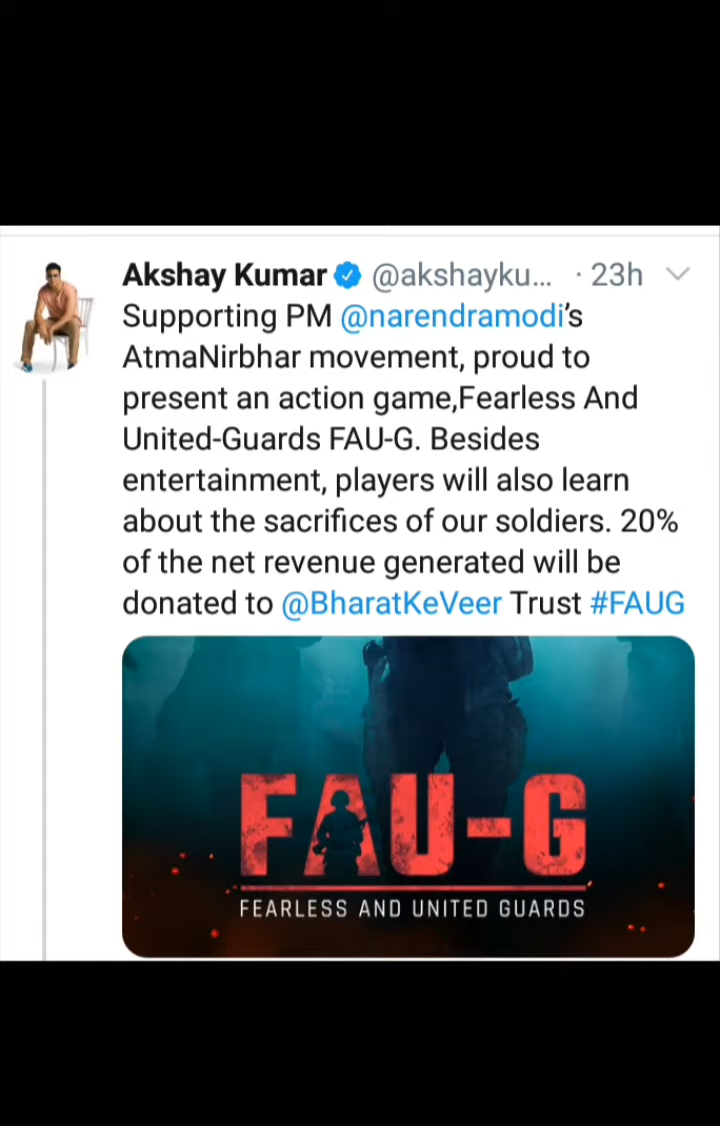 Akshay Kumar @akshayku... · 23h
Supporting PM @narendramodi's
AtmaNirbhar movement, proud to
present an action game,Fearless And
United-Guards FAU-G. Besides
entertainment, players will also learn
about the sacrifices of our soldiers. 20%
of the net revenue generated will be
donated to @BharatKeVeer Trust #FAUG
FAU-G
FEARLESS AND UNITED GUARDS